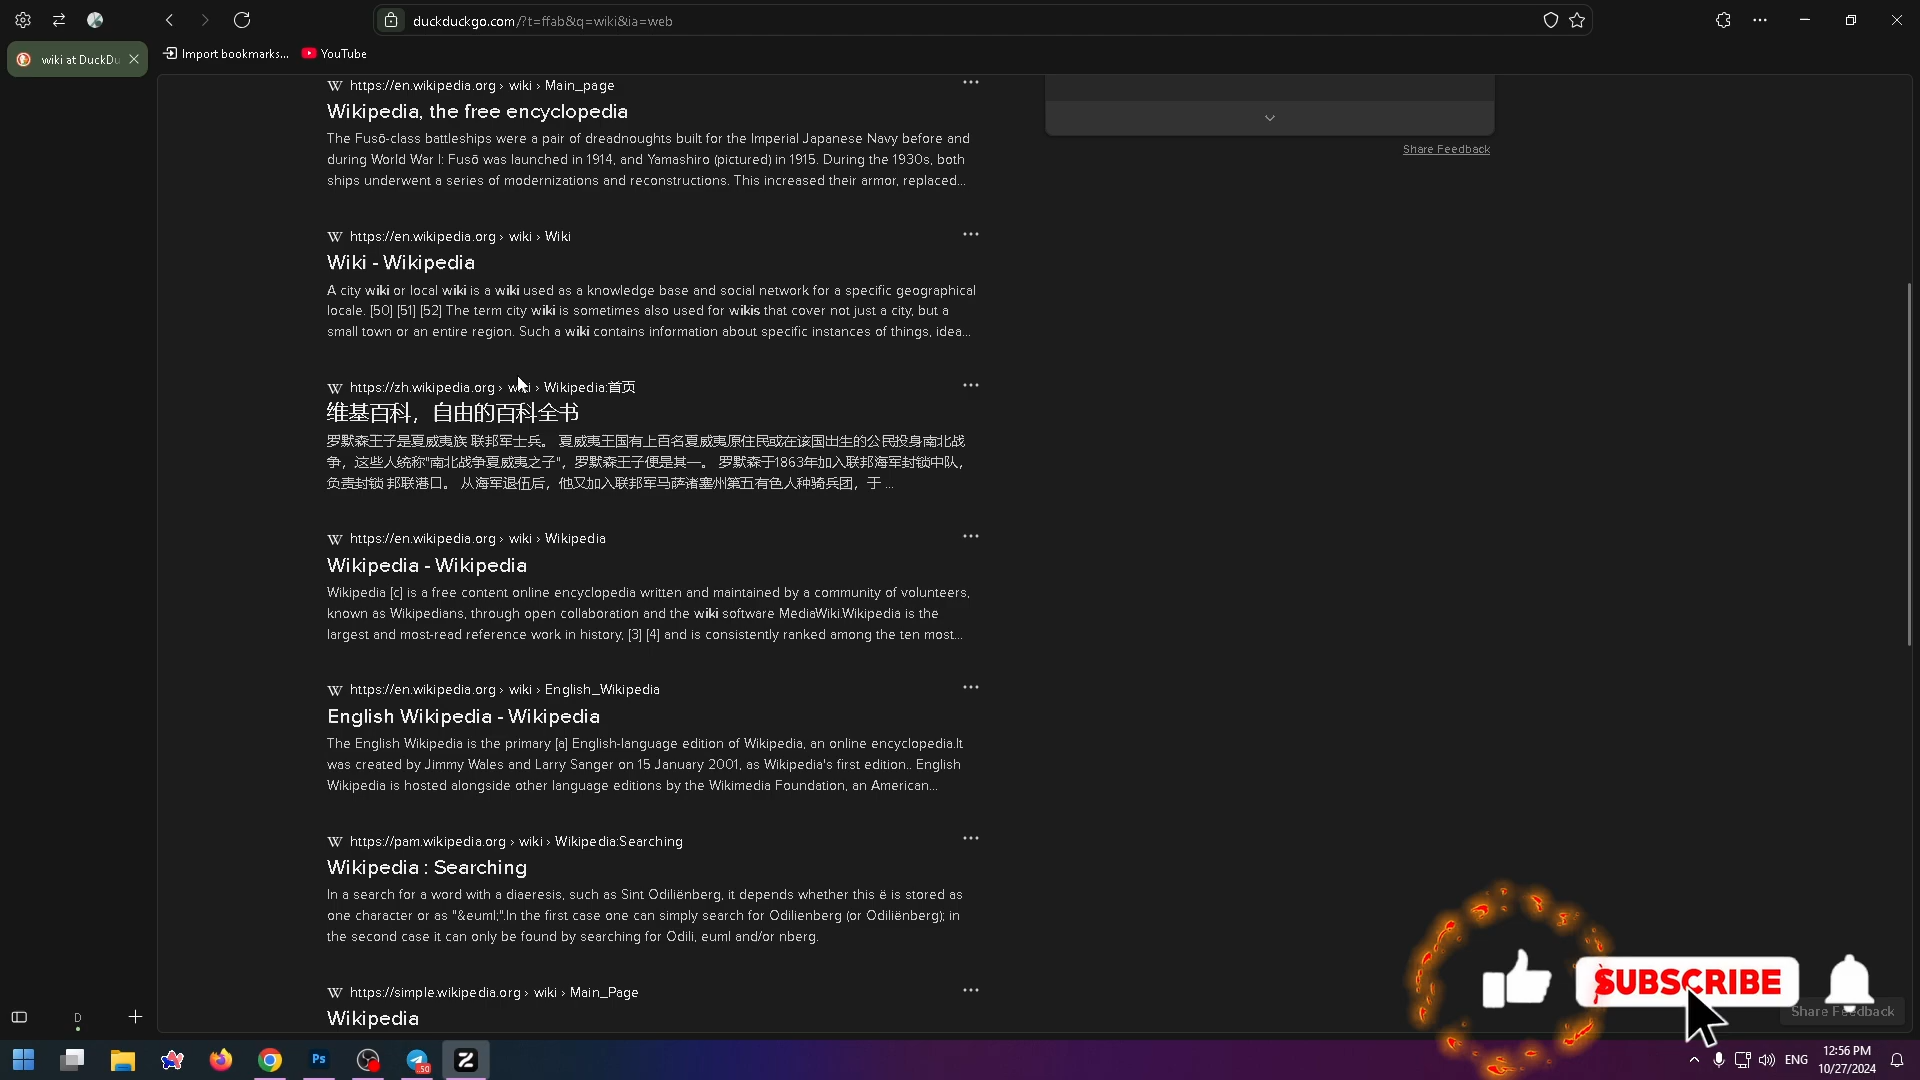 duckduckgo.com/?t=ffab&q=wiki&ia=web
wiki at DuckDu
Import bookmarks...
YouTube
https://en.wikipedia.org › wiki › Main_page
Wikipedia, the free encyclopedia
The Fusō-class battleships were a pair of dreadnoughts built for the Imperial Japanese Navy before and
during World War I: Fusō was launched in 1914, and Yamashiro (pictured) in 1915. During the 1930s, both
ships underwent a series of modernizations and reconstructions. This increased their armor, replaced...
Share Feedback
https://en.wikipedia.org › wiki › Wiki
Wiki - Wikipedia
A city wiki or local wiki is a wiki used as a knowledge base and social network for a specific geographical
locale. [50] [51] [52] The term city wiki is sometimes also used for wikis that cover not just a city, but a
small town or an entire region. Such a wiki contains information about specific instances of things, idea...
https://zh.wikipedia.org › wiki › Wikipedia:首页
维基百科，自由的百科全书
罗默森王子是夏威夷族 联邦军士兵。 夏威夷王国有上百名夏威夷原住民或在该国出生的公民投身南北战
争，这些人统称"南北战争夏威夷之子"，罗默森王子便是其一。 罗默森于1863年加入联邦海军封锁中队，
负责封锁 邦联港口。 从海军退伍后，他又加入联邦军马萨诸塞州第五有色人种骑兵团，于 ...
https://en.wikipedia.org › wiki › Wikipedia
Wikipedia - Wikipedia
Wikipedia [c] is a free content online encyclopedia written and maintained by a community of volunteers,
known as Wikipedians, through open collaboration and the wiki software MediaWiki.Wikipedia is the
largest and most-read reference work in history, [3] [4] and is consistently ranked among the ten most...
https://en.wikipedia.org › wiki › English_Wikipedia
English Wikipedia - Wikipedia
The English Wikipedia is the primary [a] English-language edition of Wikipedia, an online encyclopedia.It
was created by Jimmy Wales and Larry Sanger on 15 January 2001, as Wikipedia's first edition.. English
Wikipedia is hosted alongside other language editions by the Wikimedia Foundation, an American...
https://pam.wikipedia.org › wiki › Wikipedia:Searching
Wikipedia : Searching
In a search for a word with a diaeresis, such as Sint Odiliënberg, it depends whether this ë is stored as
one character or as "&euml;".In the first case one can simply search for Odilienberg (or Odiliënberg); in
the second case it can only be found by searching for Odili, euml and/or nberg.
https://simple.wikipedia.org › wiki › Main_Page
Wikipedia
SUBSCRIBE
Share Feedback
D
Ps
50
ENG
12:56 PM
10/27/2024